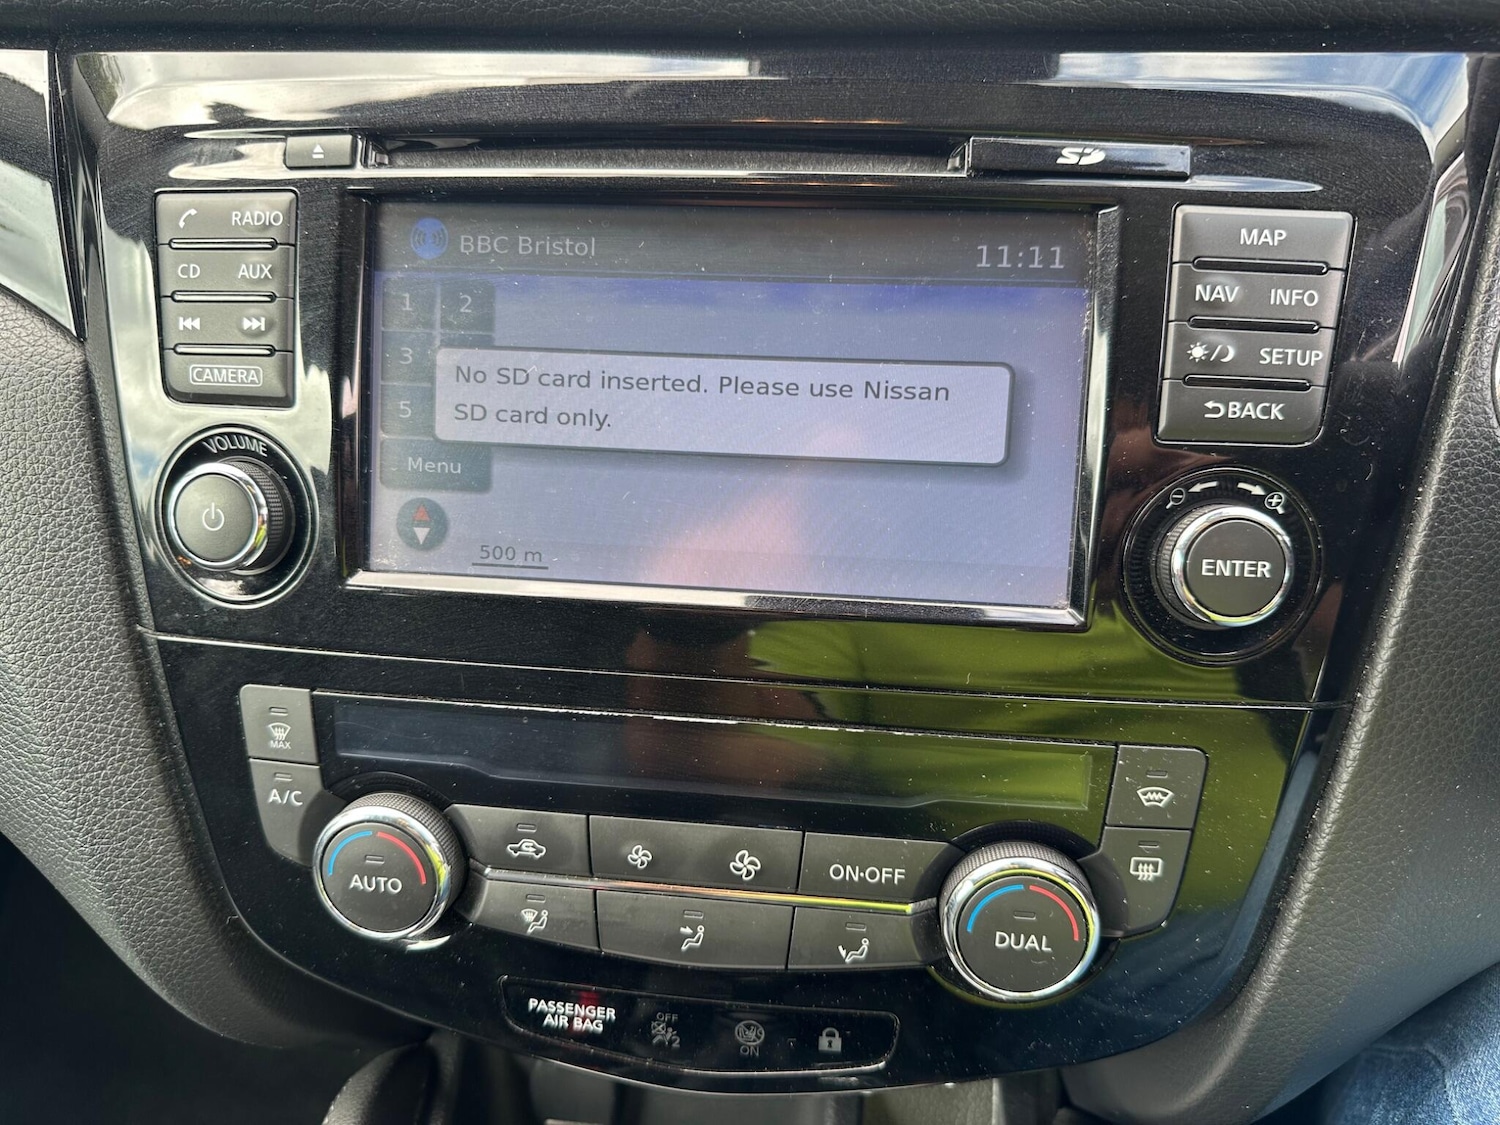 SD
RADIO
CD AUX
CAMERA
VOLUME
BBC Bristol 11:11
1 2
3
5
No SD card inserted. Please use Nissan
SD card only.
Menu
500 m
MAP
NAV INFO
SETUP
BACK
ENTER
MAX
A/C
AUTO
ON·OFF
DUAL
PASSENGER
AIR BAG
OFF
2
ON